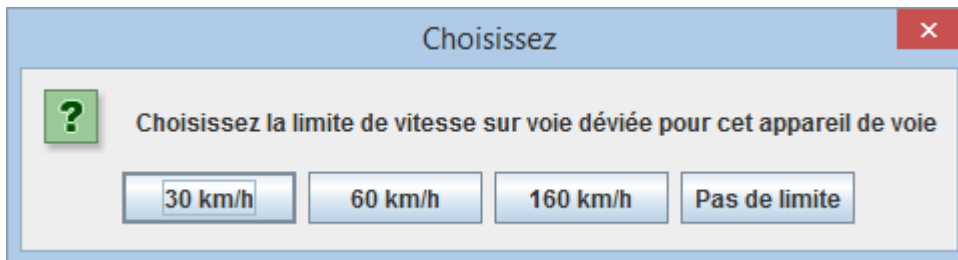 Choisissez
Choisissez la limite de vitesse sur voie déviée pour cet appareil de voie
30 km/h 60 km/h 160 km/h Pas de limite